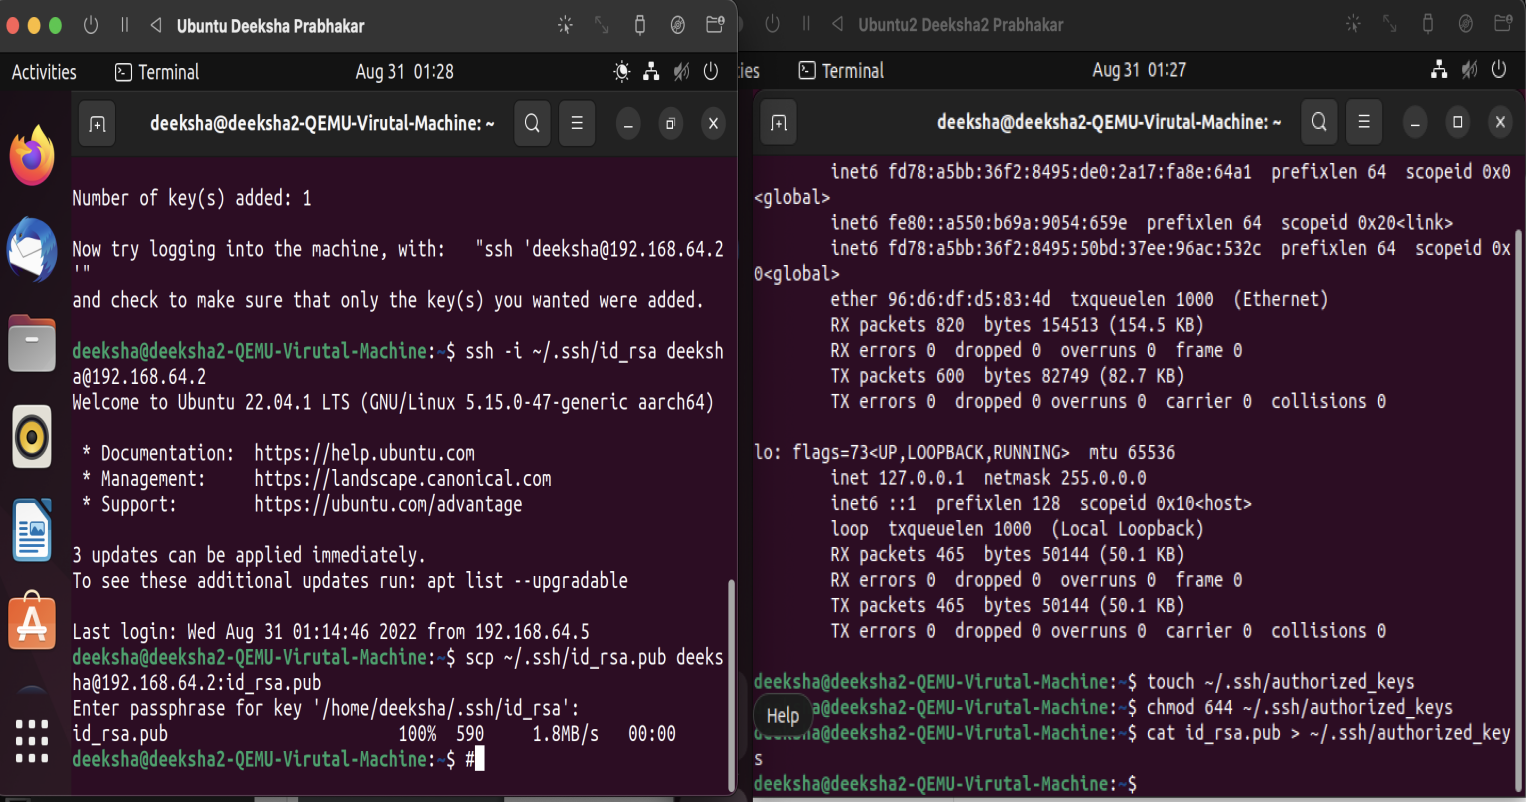 Ubuntu Deeksha Prabhakar
Activities
Terminal
Aug 31 01:28
deeksha@deeksha2-QEMU-Virutal-Machine: ~
Number of key(s) added: 1
Now try logging into the machine, with:   "ssh 'deeksha@192.168.64.2
'"
and check to make sure that only the key(s) you wanted were added.
deeksha@deeksha2-QEMU-Virutal-Machine:~$ ssh -i ~/.ssh/id_rsa deeksh
a@192.168.64.2
Welcome to Ubuntu 22.04.1 LTS (GNU/Linux 5.15.0-47-generic aarch64)
* Documentation:  https://help.ubuntu.com
* Management:     https://landscape.canonical.com
* Support:        https://ubuntu.com/advantage
3 updates can be applied immediately.
To see these additional updates run: apt list --upgradable
Last login: Wed Aug 31 01:14:46 2022 from 192.168.64.5
deeksha@deeksha2-QEMU-Virutal-Machine:~$ scp ~/.ssh/id_rsa.pub deeks
ha@192.168.64.2:id_rsa.pub
Enter passphrase for key '/home/deeksha/.ssh/id_rsa':
id_rsa.pub                        100%  590     1.8MB/s   00:00
deeksha@deeksha2-QEMU-Virutal-Machine:~$ #
Ubuntu2 Deeksha2 Prabhakar
ies
Terminal
Aug 31 01:27
deeksha@deeksha2-QEMU-Virutal-Machine: ~
inet6 fd78:a5bb:36f2:8495:de0:2a17:fa8e:64a1  prefixlen 64  scopeid 0x0
<global>
inet6 fe80::a550:b69a:9054:659e  prefixlen 64  scopeid 0x20<link>
inet6 fd78:a5bb:36f2:8495:50bd:37ee:96ac:532c  prefixlen 64  scopeid 0x
0<global>
ether 96:d6:df:d5:83:4d  txqueuelen 1000  (Ethernet)
RX packets 820  bytes 154513 (154.5 KB)
RX errors 0  dropped 0  overruns 0  frame 0
TX packets 600  bytes 82749 (82.7 KB)
TX errors 0  dropped 0 overruns 0  carrier 0  collisions 0
lo: flags=73<UP,LOOPBACK,RUNNING>  mtu 65536
inet 127.0.0.1  netmask 255.0.0.0
inet6 ::1  prefixlen 128  scopeid 0x10<host>
loop  txqueuelen 1000  (Local Loopback)
RX packets 465  bytes 50144 (50.1 KB)
RX errors 0  dropped 0  overruns 0  frame 0
TX packets 465  bytes 50144 (50.1 KB)
TX errors 0  dropped 0 overruns 0  carrier 0  collisions 0
deeksha@deeksha2-QEMU-Virutal-Machine:~$ touch ~/.ssh/authorized_keys
Help
a@deeksha2-QEMU-Virutal-Machine:~$ chmod 644 ~/.ssh/authorized_keys
deeksha@deeksha2-QEMU-Virutal-Machine:~$ cat id_rsa.pub > ~/.ssh/authorized_key
s
deeksha@deeksha2-QEMU-Virutal-Machine:~$